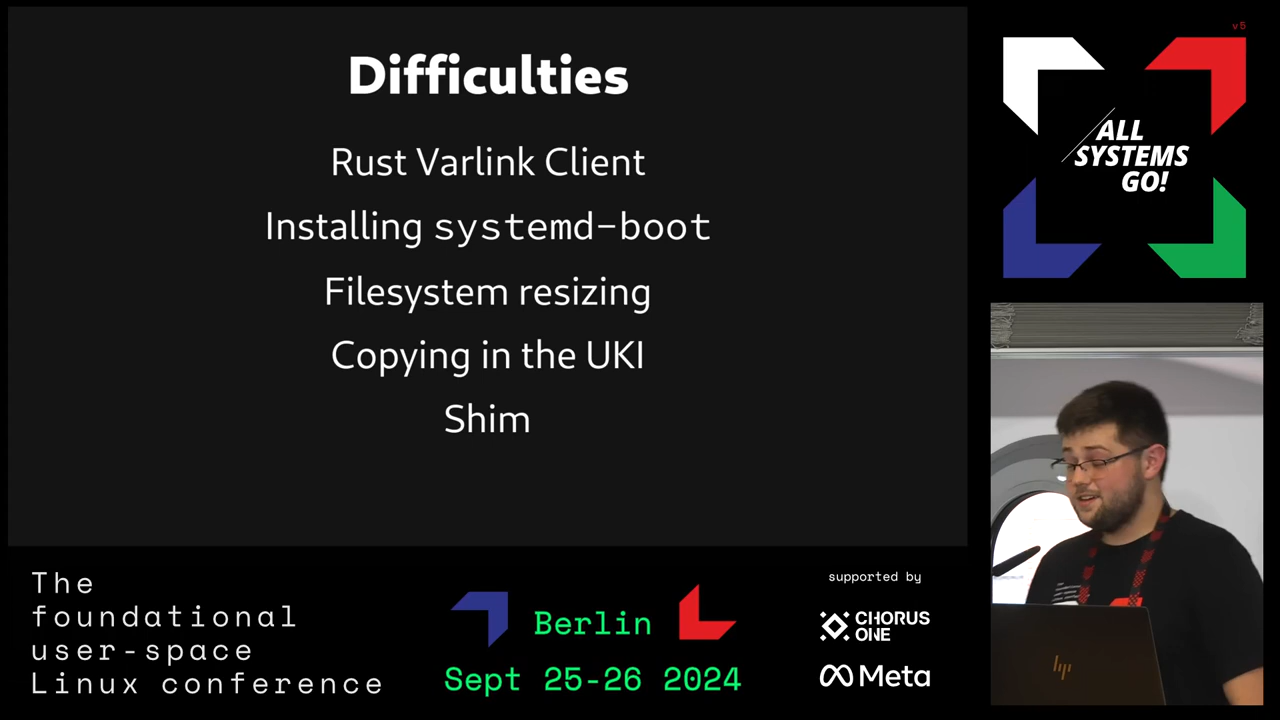 Difficulties
Rust Varlink Client
Installing systemd-boot
Filesystem resizing
Copying in the UKI
Shim
v5
ALL
SYSTEMS
GO!
The
foundational
user-space
Linux conference
Berlin
Sept 25-26 2024
supported by
CHORUS
ONE
Meta
hp